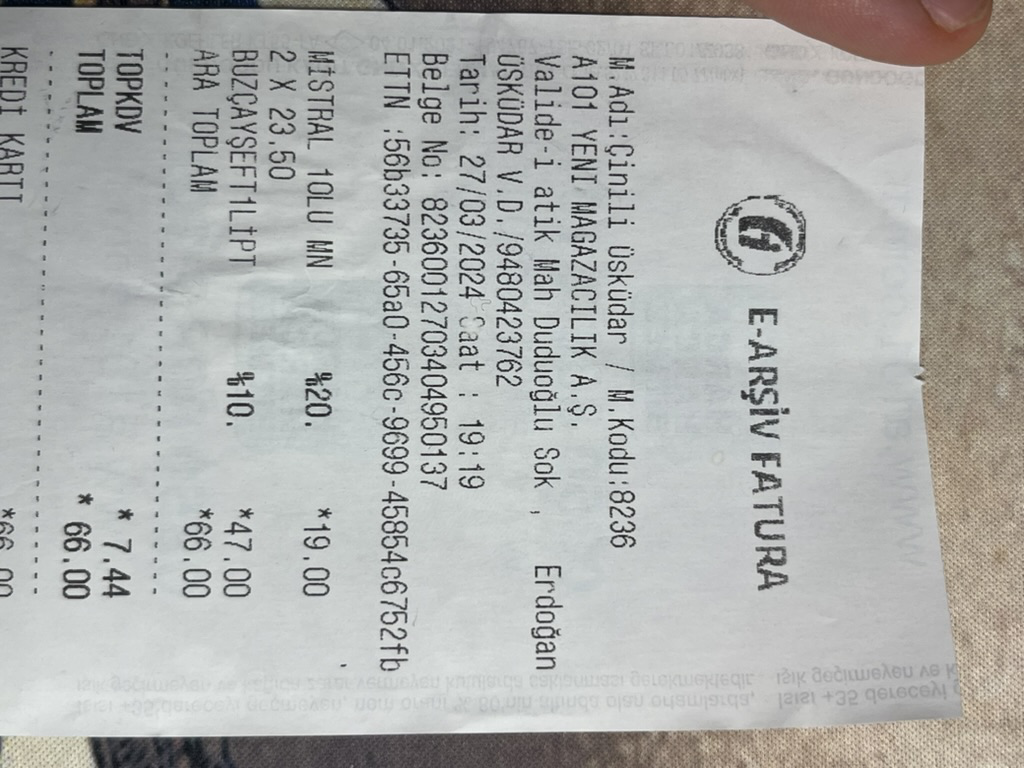 E-ARŞİV FATURA
M Adı:Çinili Üsküdar / M.Kodu:8236
A101 YENİ MAGAZACILIK A.Ş.
Valide-i atik Mah Duduoğlu Sok , Erdoğan
ÜSKÜDAR V.D./9480423762
Tarih: 27/03/2024 Saat : 19:19
Belge No: 82360012703404950137
ETTN :56b33735-65a0-456c-9699-45854c6752fb
MİSTRAL 10LU MN %20. *19.00
2 X 23.50
BUZÇAYŞEFT1LİPT %10. *47.00
ARA TOPLAM *66.00
TOPKDV * 7.44
TOPLAM * 66.00
KREDİ KARTI *66.00